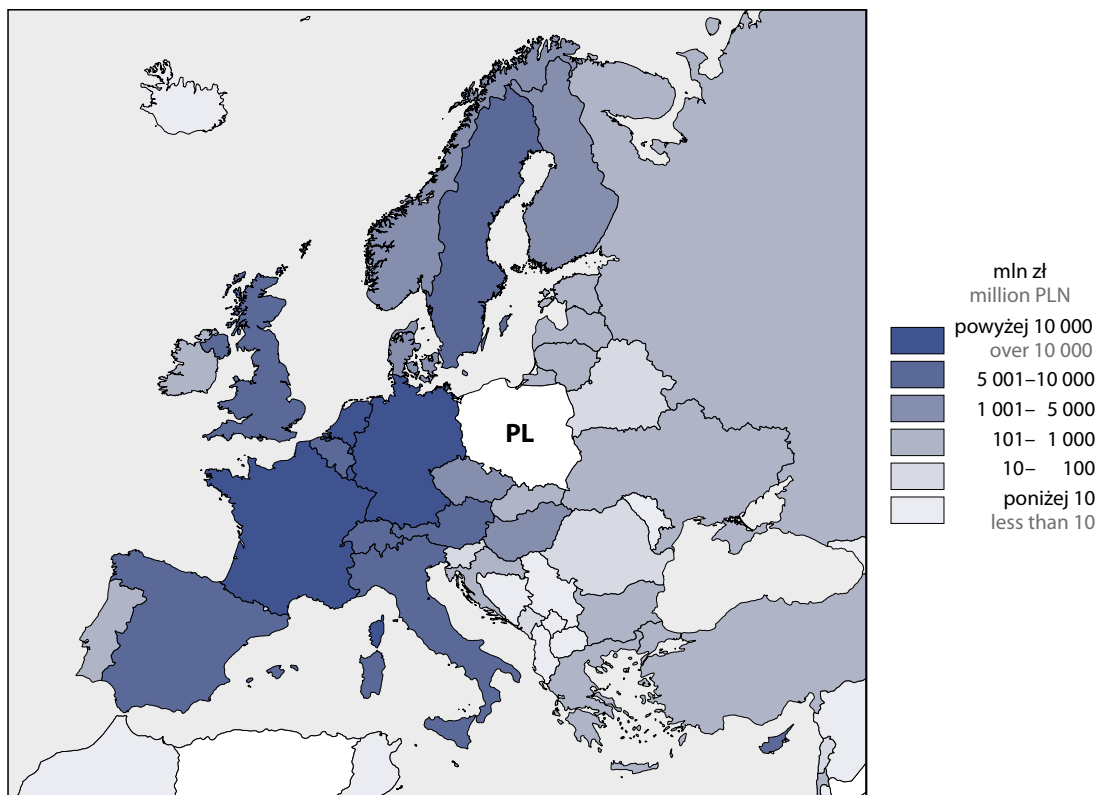 PL
mln zł
million PLN
powyżej 10 000
over 10 000
5 001–10 000
1 001– 5 000
101– 1 000
10– 100
poniżej 10
less than 10